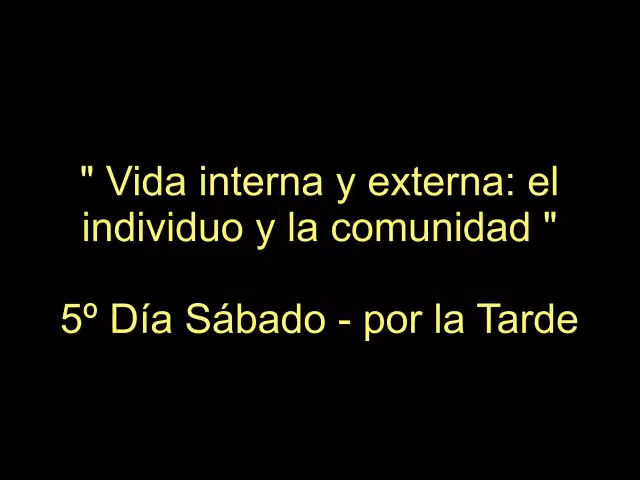 " Vida interna y externa: el
individuo y la comunidad "
5º Día Sábado - por la Tarde